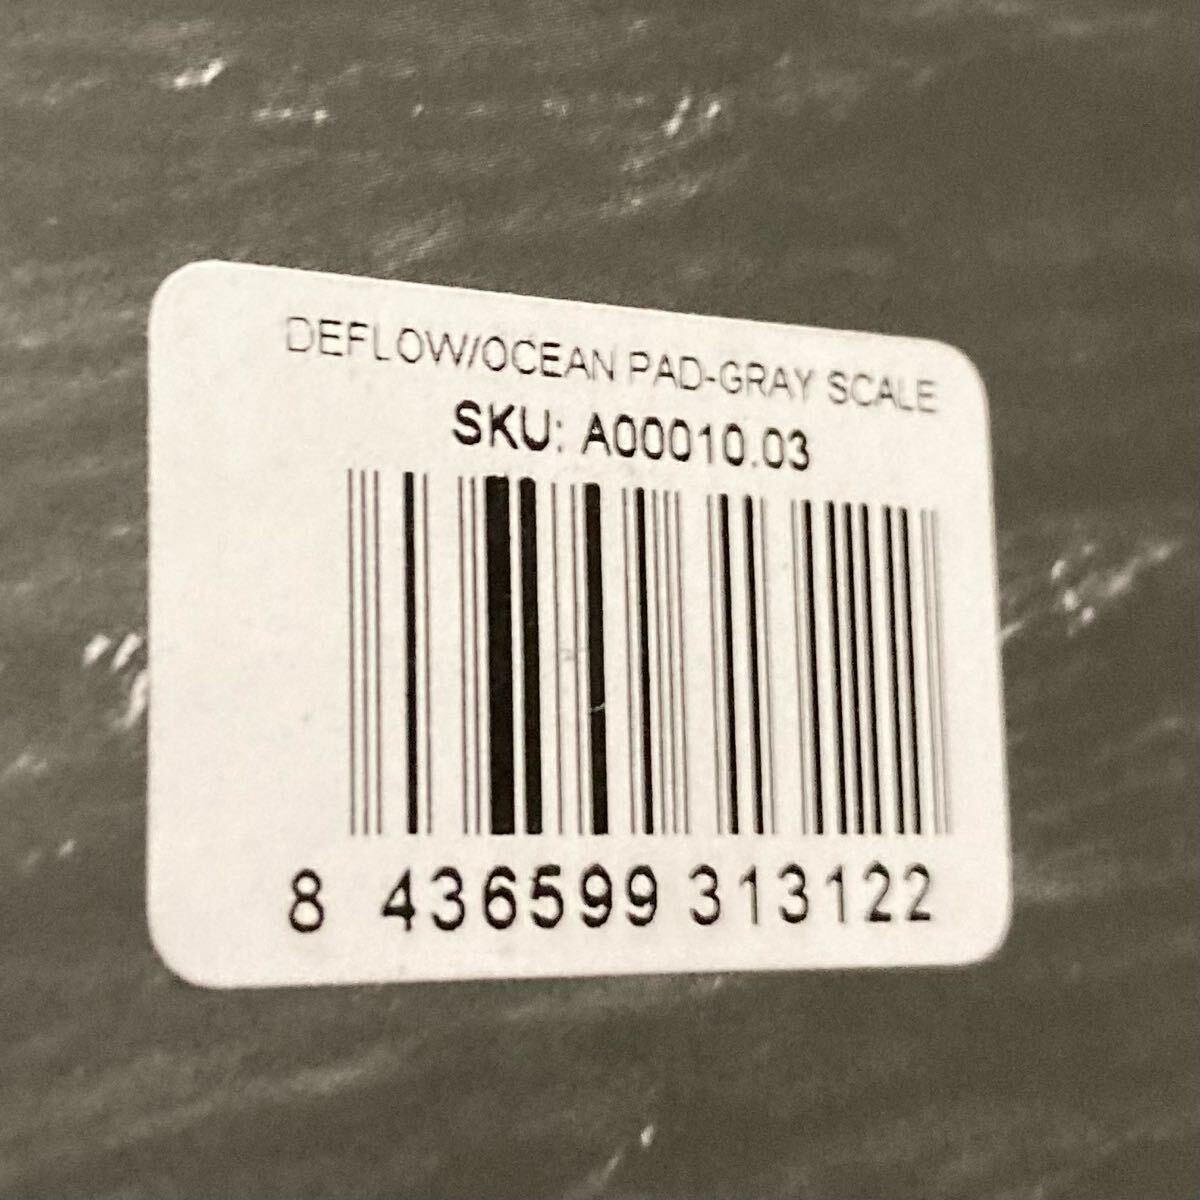 DEFLOW/OCEAN PAD-GRAY SCALE
SKU: A00010.03
8 436599 313122